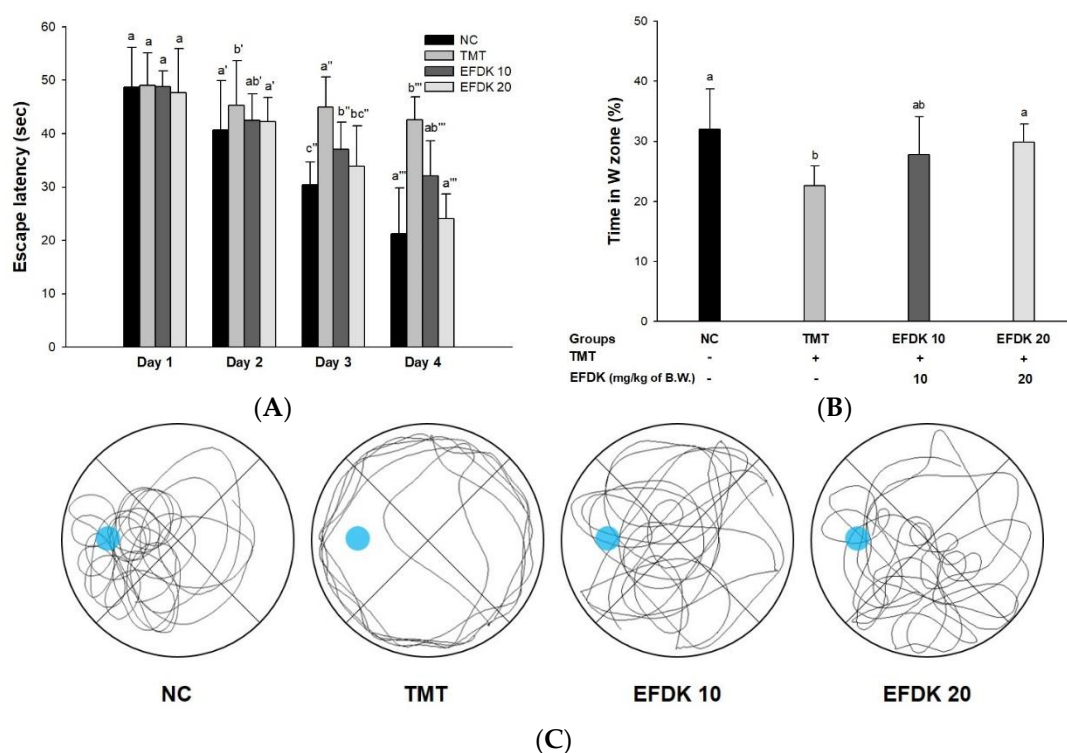 60
50
40
30
20
10
0
Escape latency (sec)
NC
TMT
EFDK 10
EFDK 20
a a a a
a' b' ab' a'
c'' a'' b'' bc''
a''' b''' ab''' a'''
Day 1 Day 2 Day 3 Day 4
(A)
50
40
30
20
10
0
Time in W zone (%)
a b ab a
Groups NC TMT EFDK 10 EFDK 20
TMT - + + +
EFDK (mg/kg of B.W.) - - 10 20
(B)
NC TMT EFDK 10 EFDK 20
(C)